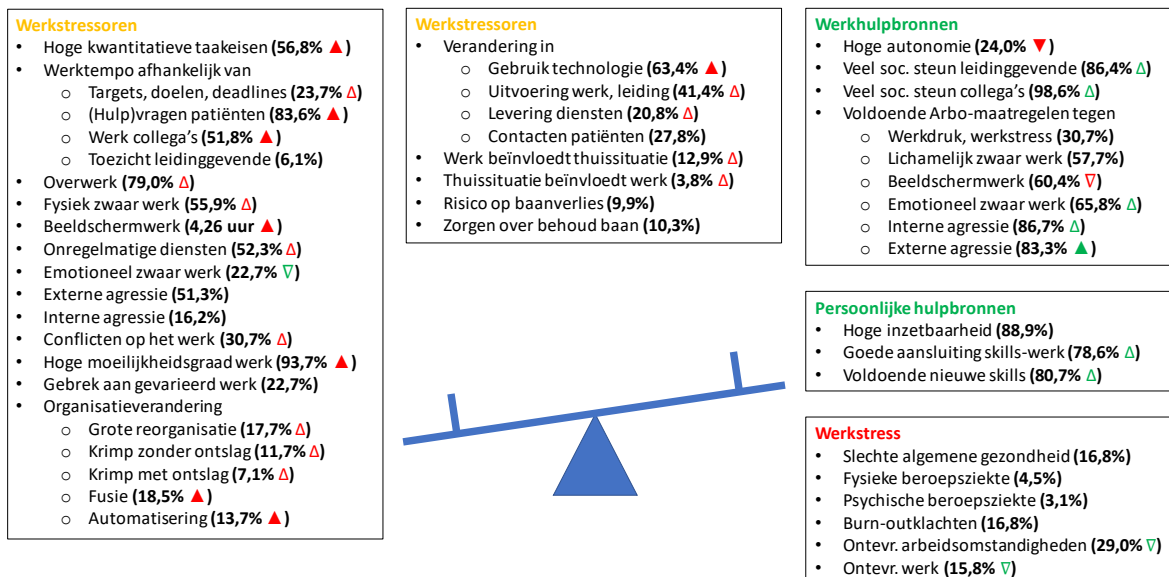 Werkstressoren
• Hoge kwantitatieve taakeisen (56,8% ▲)
• Werktempo afhankelijk van
o Targets, doelen, deadlines (23,7% Δ)
o (Hulp)vragen patiënten (83,6% ▲)
o Werk collega's (51,8% ▲)
o Toezicht leidinggevende (6,1%)
• Overwerk (79,0% Δ)
• Fysiek zwaar werk (55,9% Δ)
• Beeldschermwerk (4,26 uur ▲)
• Onregelmatige diensten (52,3% Δ)
• Emotioneel zwaar werk (22,7% ∇)
• Externe agressie (51,3%)
• Interne agressie (16,2%)
• Conflicten op het werk (30,7% Δ)
• Hoge moeilijkheidsgraad werk (93,7% ▲)
• Gebrek aan gevarieerd werk (22,7%)
• Organisatieverandering
o Grote reorganisatie (17,7% Δ)
o Krimp zonder ontslag (11,7% Δ)
o Krimp met ontslag (7,1% Δ)
o Fusie (18,5% ▲)
o Automatisering (13,7% ▲)
Werkstressoren
• Verandering in
o Gebruik technologie (63,4% ▲)
o Uitvoering werk, leiding (41,4% Δ)
o Levering diensten (20,8% Δ)
o Contacten patiënten (27,8%)
• Werk beïnvloedt thuissituatie (12,9% Δ)
• Thuissituatie beïnvloedt werk (3,8% Δ)
• Risico op baanverlies (9,9%)
• Zorgen over behoud baan (10,3%)
Werkhulpbronnen
• Hoge autonomie (24,0% ▼)
• Veel soc. steun leidinggevende (86,4% Δ)
• Veel soc. steun collega's (98,6% Δ)
• Voldoende Arbo-maatregelen tegen
o Werkdruk, werkstress (30,7%)
o Lichamelijk zwaar werk (57,7%)
o Beeldschermwerk (60,4% ∇)
o Emotioneel zwaar werk (65,8% Δ)
o Interne agressie (86,7% Δ)
o Externe agressie (83,3% ▲)
Persoonlijke hulpbronnen
• Hoge inzetbaarheid (88,9%)
• Goede aansluiting skills-werk (78,6% Δ)
• Voldoende nieuwe skills (80,7% Δ)
Werkstress
• Slechte algemene gezondheid (16,8%)
• Fysieke beroepsziekte (4,5%)
• Psychische beroepsziekte (3,1%)
• Burn-outklachten (16,8%)
• Ontevr. arbeidsomstandigheden (29,0% ∇)
• Ontevr. werk (15,8% ∇)